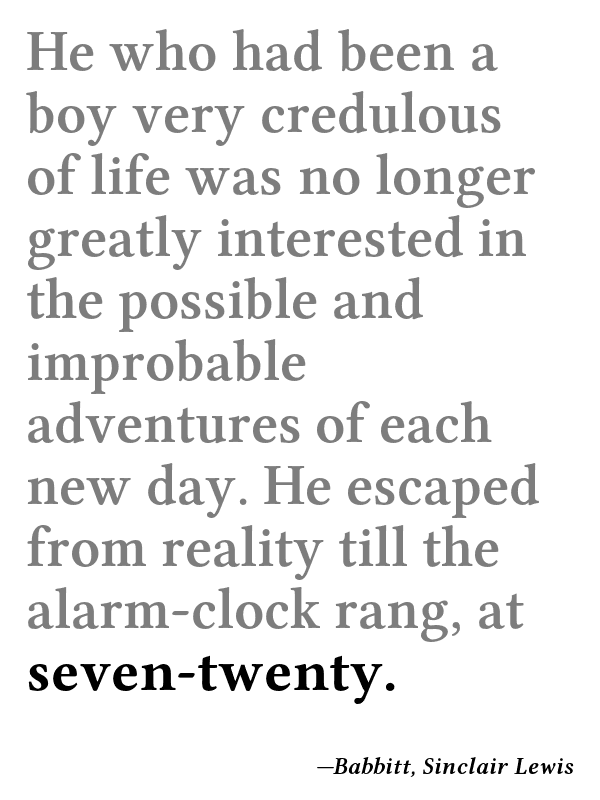 He who had been a
boy very credulous
of life was no longer
greatly interested in
the possible and
improbable
adventures of each
new day. He escaped
from reality till the
alarm-clock rang, at
seven-twenty.
—Babbitt, Sinclair Lewis